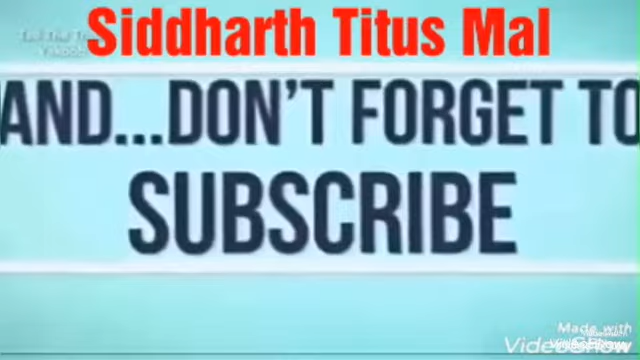 Siddharth Titus Mal
AND...DON'T FORGET TO
SUBSCRIBE
Made with
VideoShow